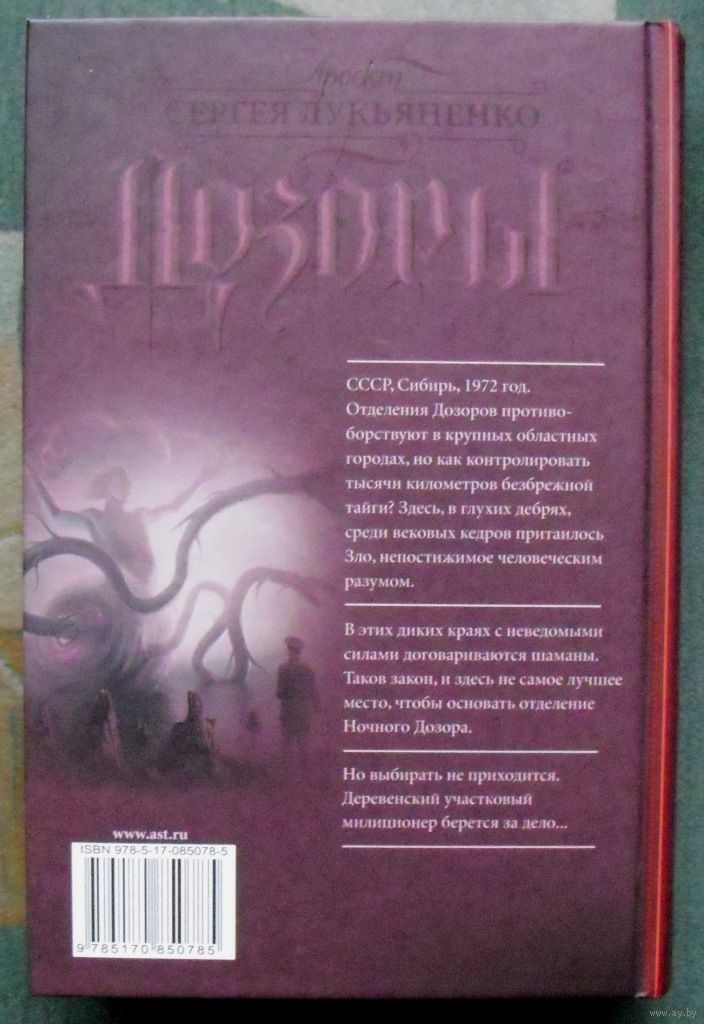 Проект
СЕРГЕЯ ЛУКЬЯНЕНКО
Дозоры
СССР, Сибирь, 1972 год.
Отделения Дозоров противо-
борствуют в крупных областных
городах, но как контролировать
тысячи километров безбрежной
тайги? Здесь, в глухих дебрях,
среди вековых кедров притаилось
Зло, непостижимое человеческим
разумом.
В этих диких краях с неведомыми
силами договариваются шаманы.
Таков закон, и здесь не самое лучшее
место, чтобы основать отделение
Ночного Дозора.
Но выбирать не приходится.
Деревенский участковый
милиционер берется за дело...
www.ast.ru
ISBN 978-5-17-085078-5
9 785170 850785
www.ay.by